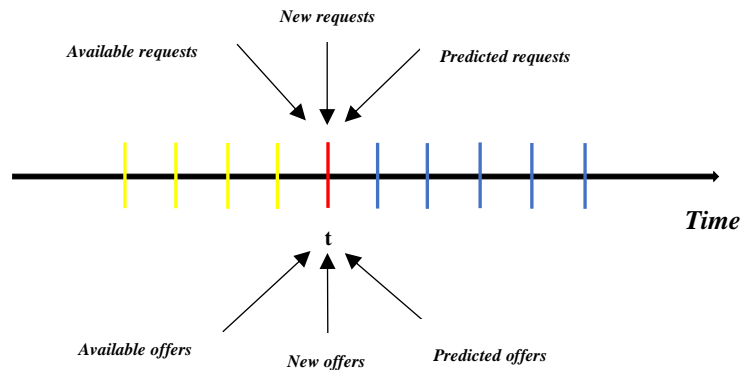 New requests
Available requests
Predicted requests
Time
t
Available offers
New offers
Predicted offers